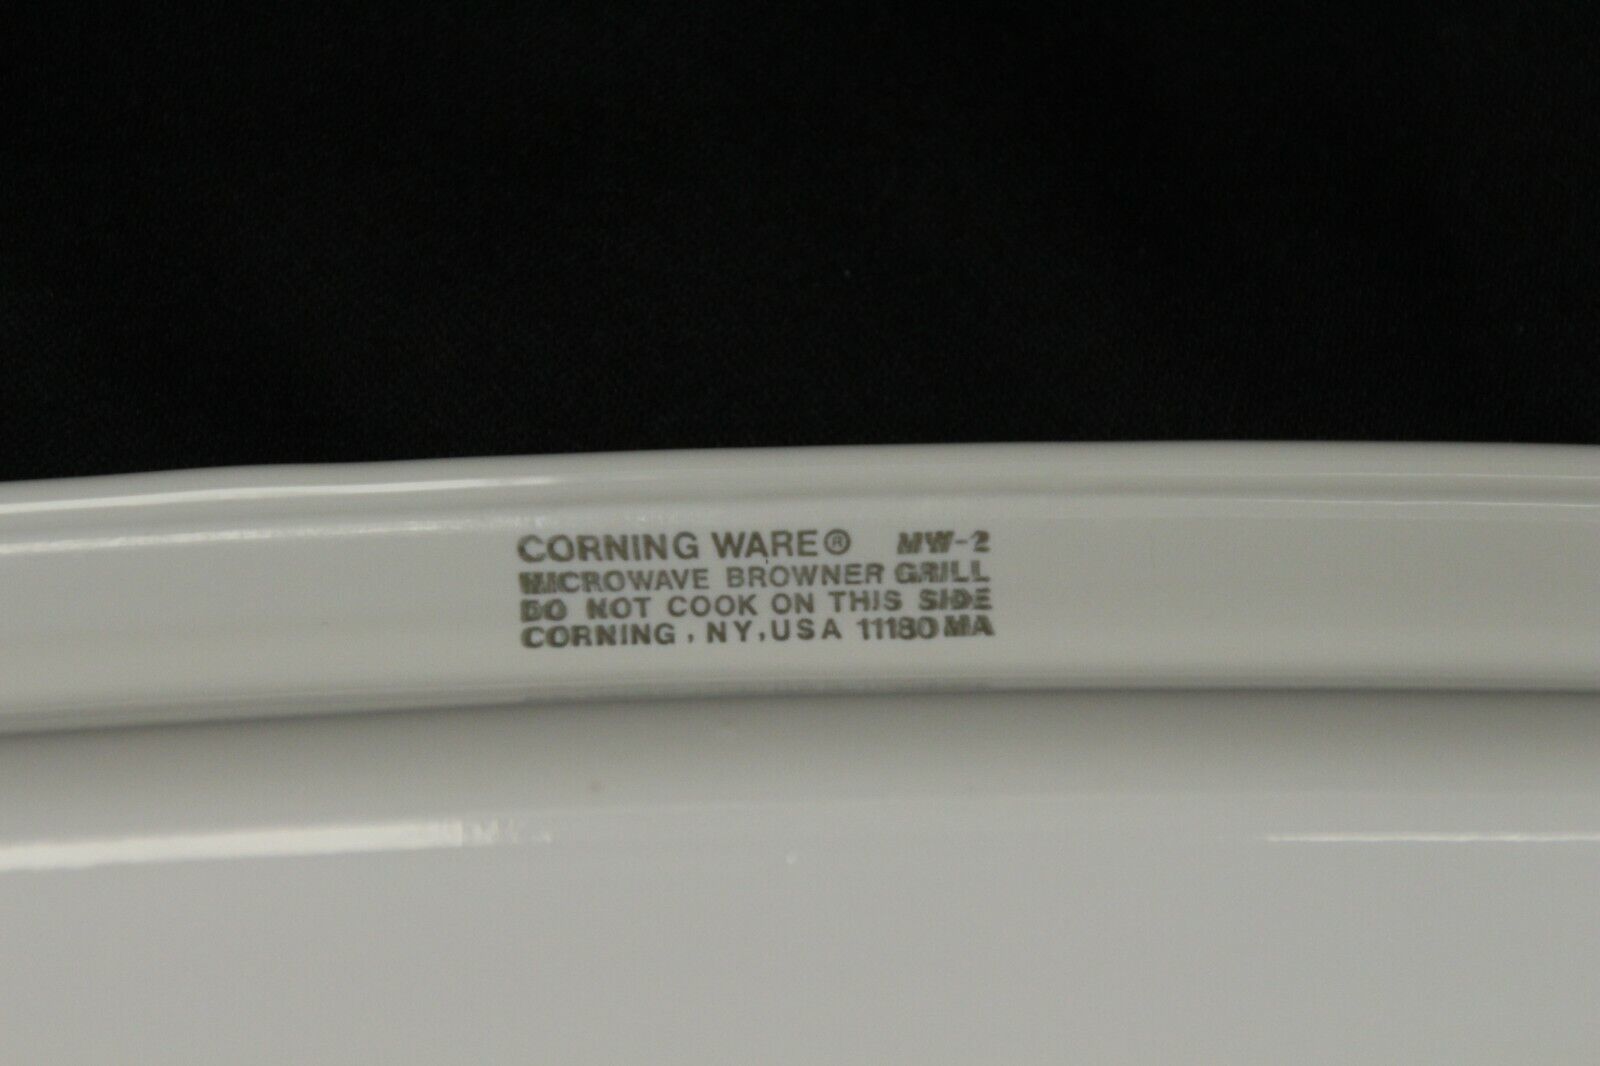 CORNING WARE® MW-2
MICROWAVE BROWNER GRILL
DO NOT COOK ON THIS SIDE
CORNING, NY, USA 11180 MA